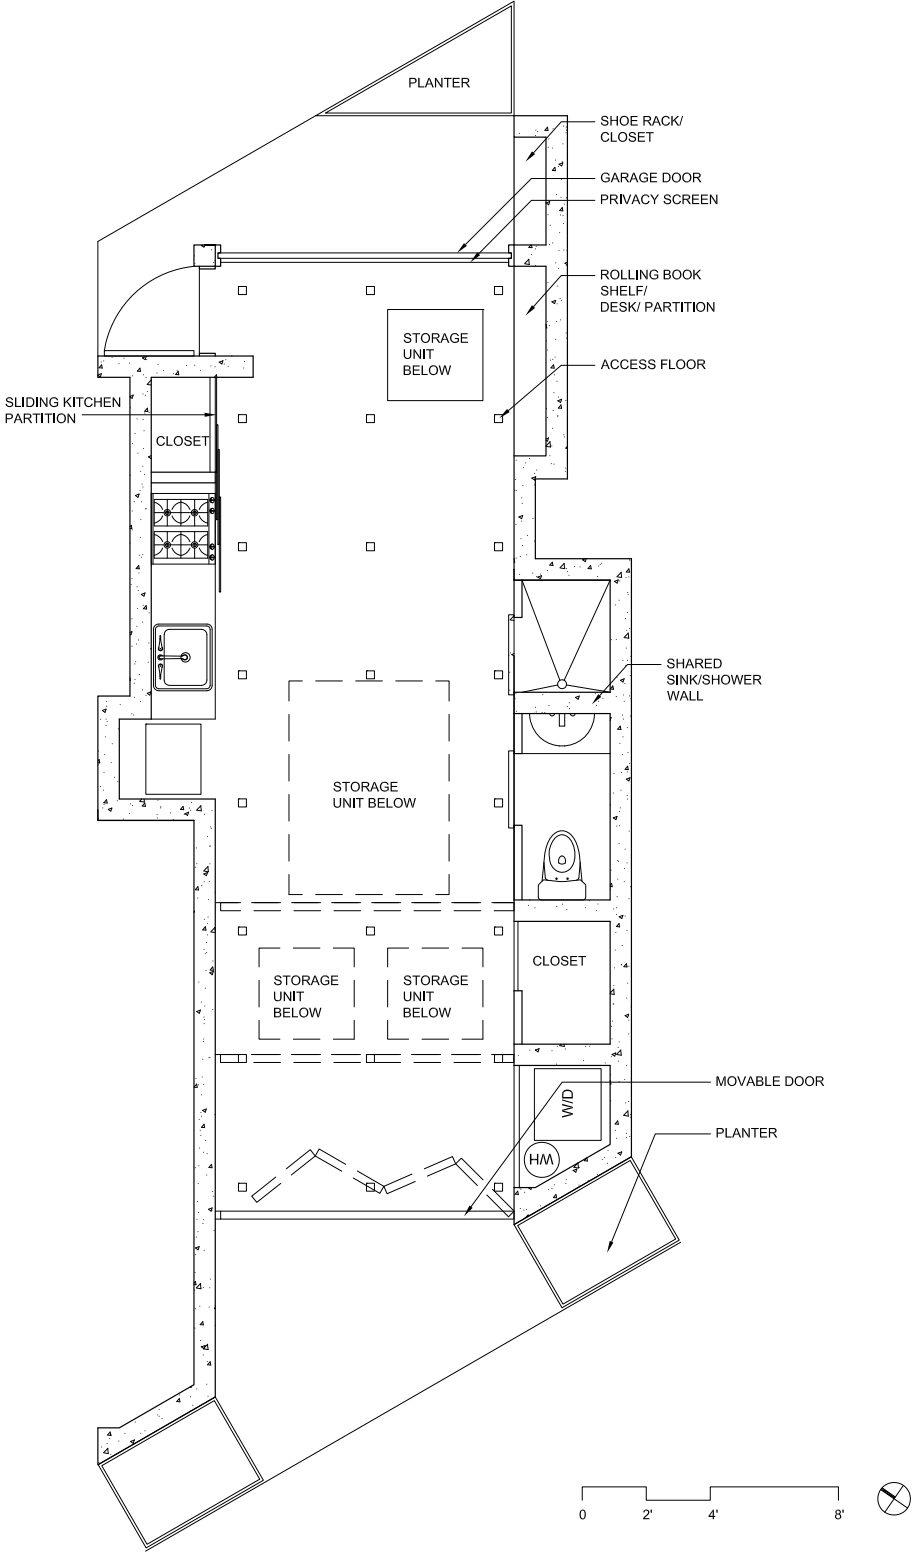 PLANTER
SHOE RACK/
CLOSET
GARAGE DOOR
PRIVACY SCREEN
ROLLING BOOK
SHELF/
DESK/ PARTITION
STORAGE
UNIT
BELOW
ACCESS FLOOR
SLIDING KITCHEN
PARTITION
CLOSET
SHARED
SINK/SHOWER
WALL
STORAGE
UNIT BELOW
CLOSET
STORAGE
UNIT
BELOW
STORAGE
UNIT
BELOW
MOVABLE DOOR
W/D
PLANTER
WH
0 2' 4' 8'